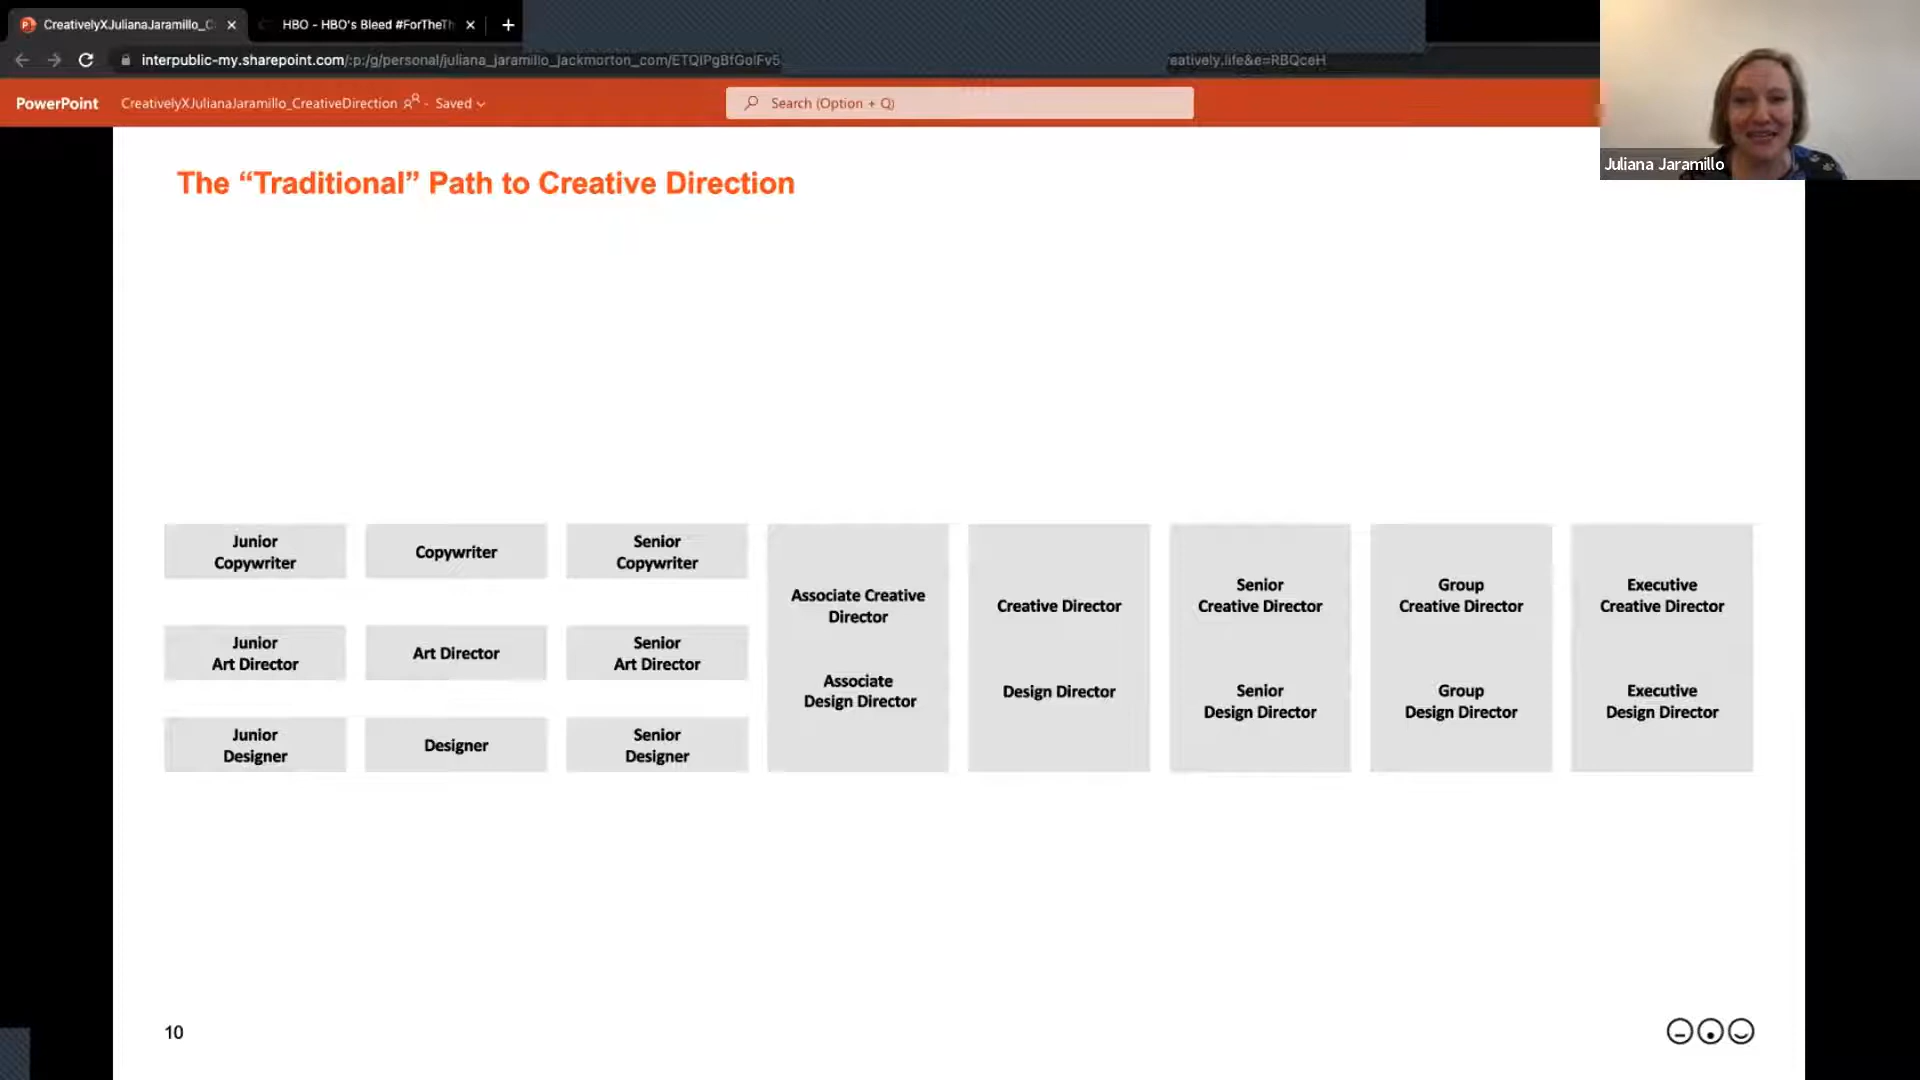 CreativelyXJulianaJaramillo_C
HBO - HBO's Bleed #ForTheTh
interpublic-my.sharepoint.com/:p:/g/personal/juliana_jaramillo_jackmorton_com/ETQIPgBfGolFv5
eatively.life&e=RBQceH
PowerPoint
CreativelyXJulianaJaramillo_CreativeDirection - Saved
Search (Option + Q)
Juliana Jaramillo
The “Traditional” Path to Creative Direction
Junior
Copywriter
Copywriter
Senior
Copywriter
Junior
Art Director
Art Director
Senior
Art Director
Junior
Designer
Designer
Senior
Designer
Associate Creative
Director
Associate
Design Director
Creative Director
Design Director
Senior
Creative Director
Senior
Design Director
Group
Creative Director
Group
Design Director
Executive
Creative Director
Executive
Design Director
10